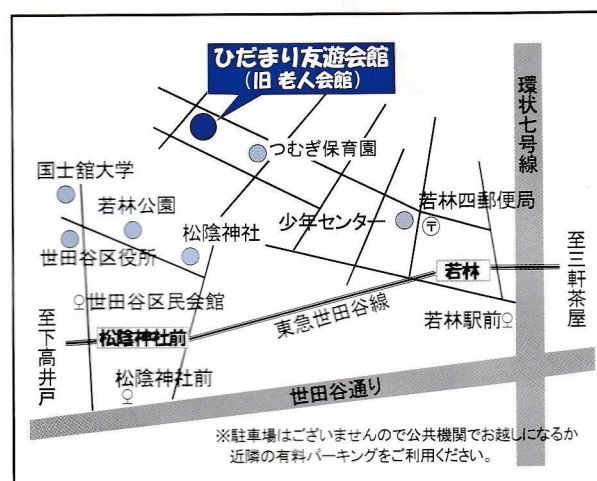 ひだまり友遊会館
（旧 老人会館）
環状七号線
つむぎ保育園
国士舘大学
若林公園
松陰神社
少年センター
若林四郵便局
〒
世田谷区役所
世田谷区民会館
若林
至三軒茶屋
東急世田谷線
若林駅前
至下高井戸
松陰神社前
松陰神社前
世田谷通り
※駐車場はございませんので公共機関でお越しになるか
近隣の有料パーキングをご利用ください。